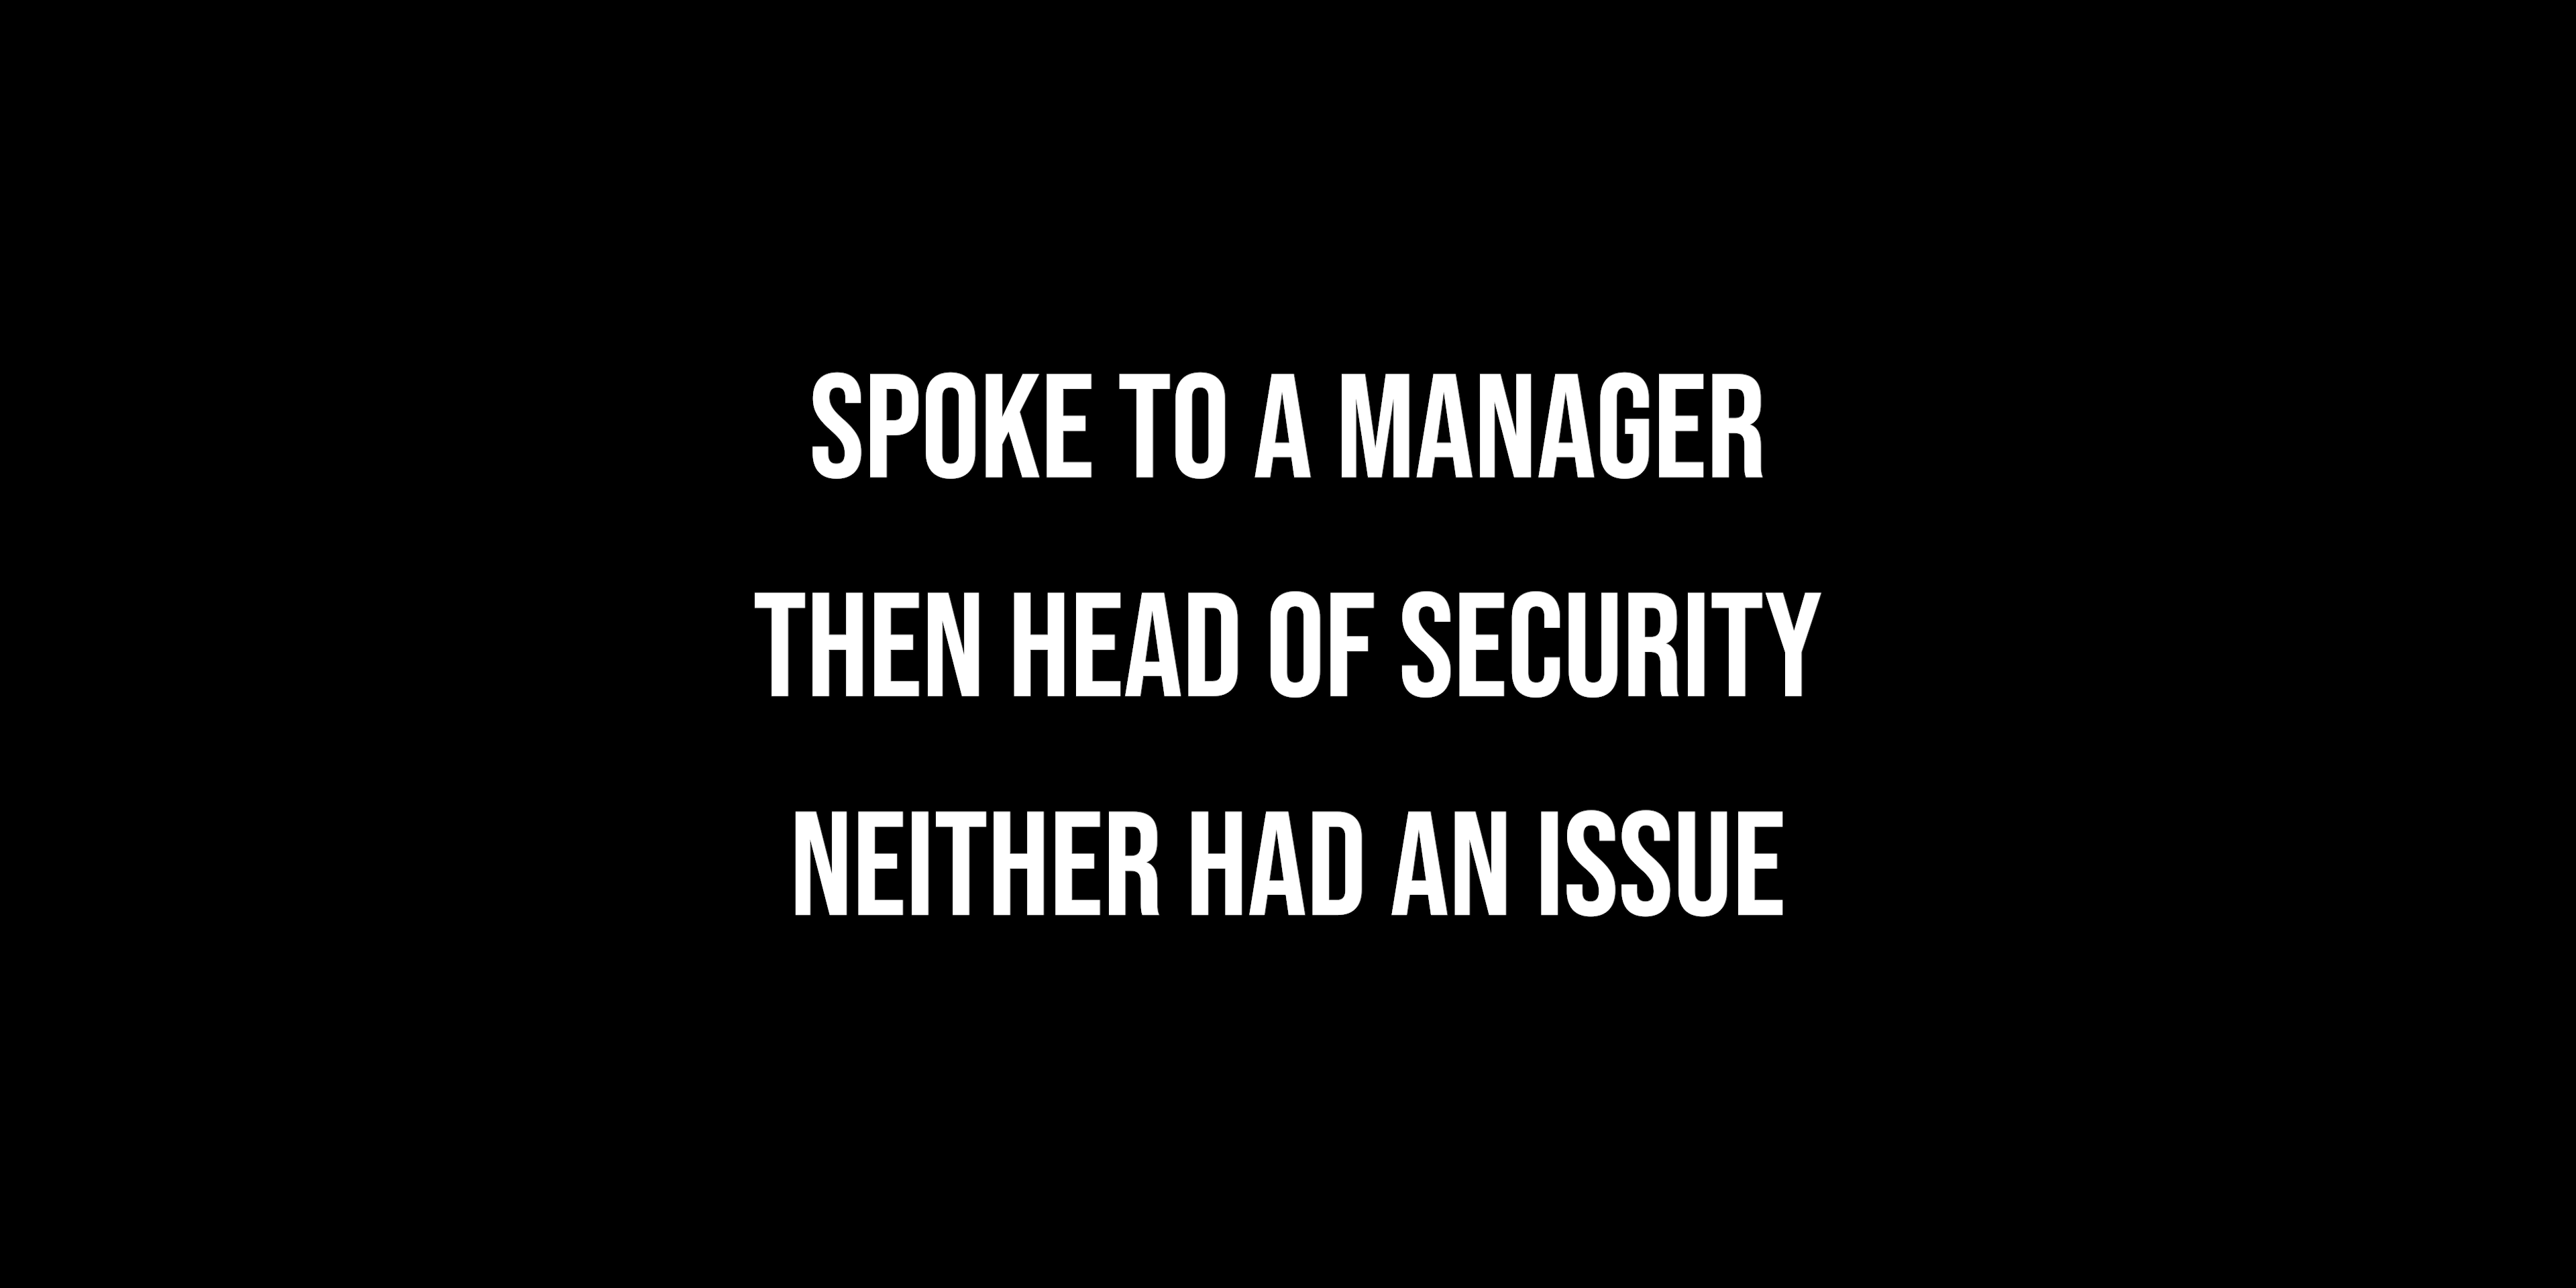 SPOKE TO A MANAGER
THEN HEAD OF SECURITY
NEITHER HAD AN ISSUE